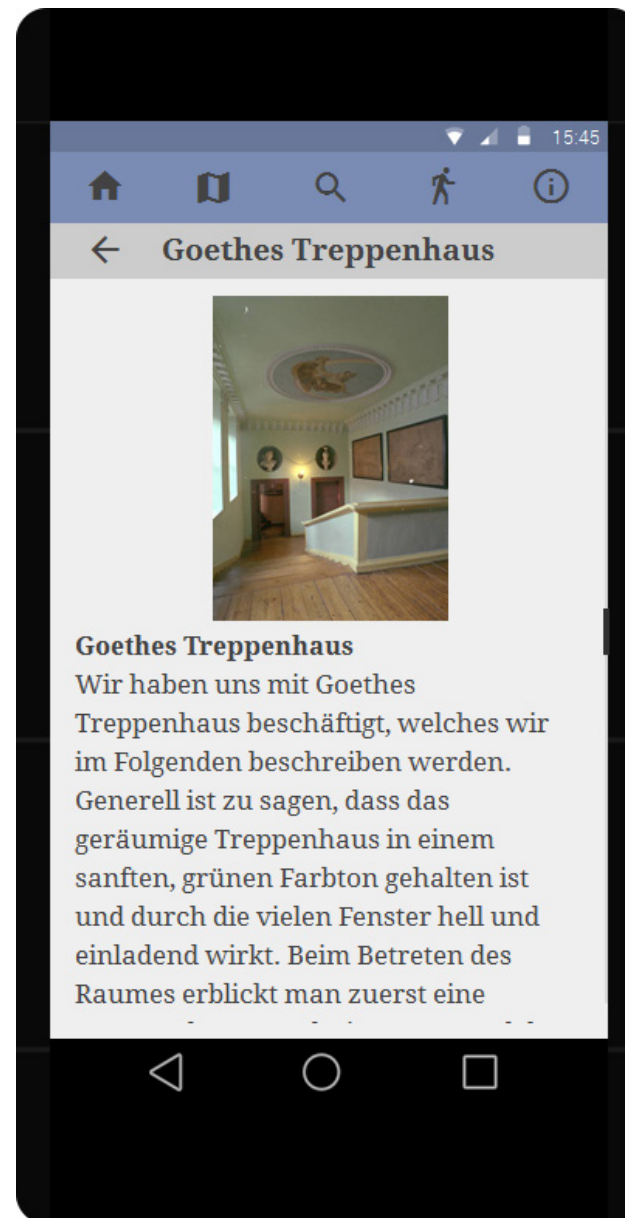 15:45
Goethes Treppenhaus
Goethes Treppenhaus
Wir haben uns mit Goethes
Treppenhaus beschäftigt, welches wir
im Folgenden beschreiben werden.
Generell ist zu sagen, dass das
geräumige Treppenhaus in einem
sanften, grünen Farbton gehalten ist
und durch die vielen Fenster hell und
einladend wirkt. Beim Betreten des
Raumes erblickt man zuerst eine